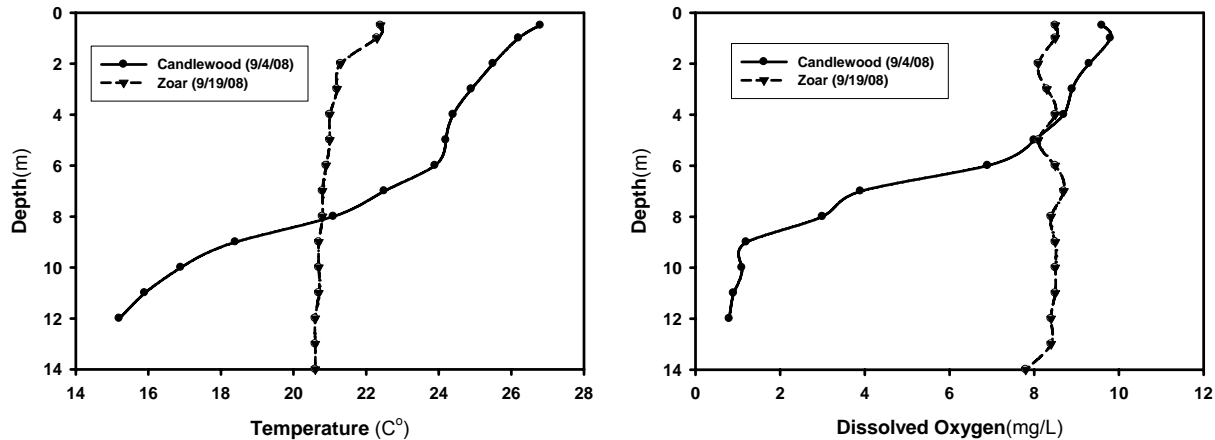 0
2
4
6
8
10
12
14
Depth(m)
Candlewood (9/4/08)
Zoar (9/19/08)
14 16 18 20 22 24 26 28
Temperature (C°)
0
2
4
6
8
10
12
14
Depth(m)
Candlewood (9/4/08)
Zoar (9/19/08)
0 2 4 6 8 10 12
Dissolved Oxygen(mg/L)